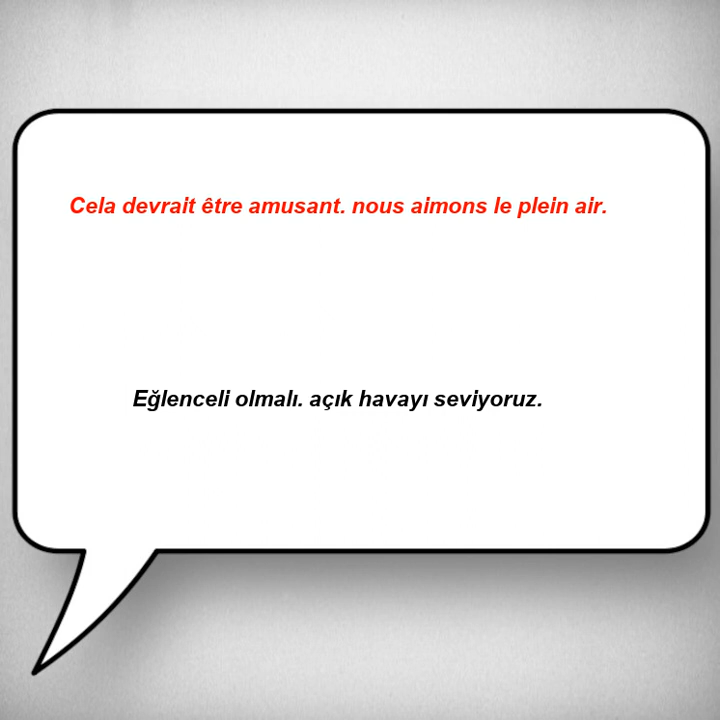 Cela devrait être amusant. nous aimons le plein air.
Eğlenceli olmalı. açık havayı seviyoruz.